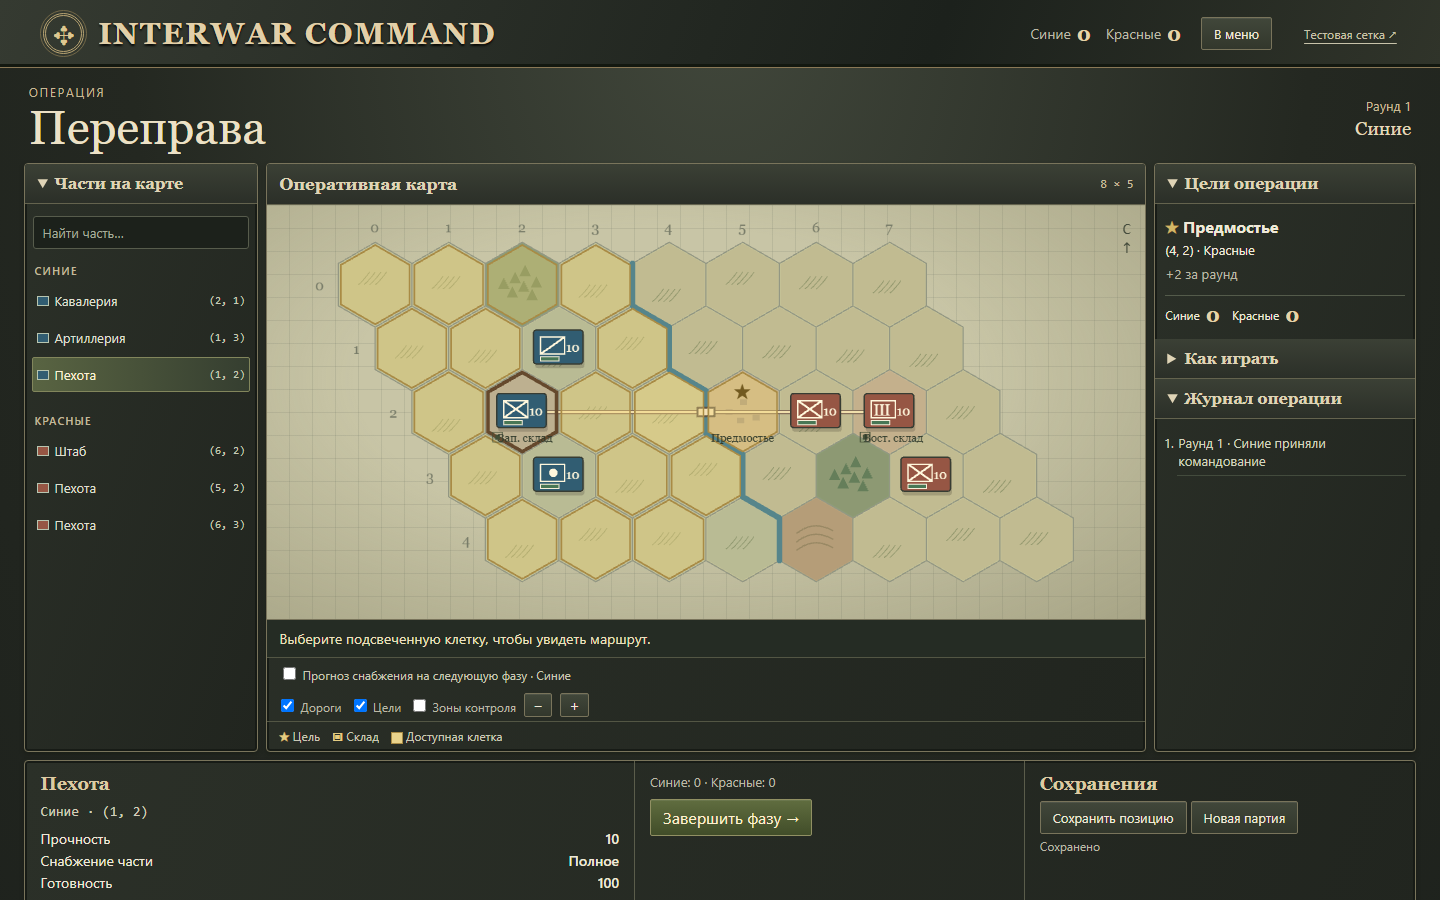 INTERWAR COMMAND
Синие 0 Красные 0 В меню Тестовая сетка ↗
ОПЕРАЦИЯ
Переправа
Раунд 1
Синие
▼ Части на карте
Найти часть...
СИНИЕ
Кавалерия (2, 1)
Артиллерия (1, 3)
Пехота (1, 2)
КРАСНЫЕ
Штаб (6, 2)
Пехота (5, 2)
Пехота (6, 3)
Оперативная карта 8 × 5
0 1 2 3 4 5 6 7 С
↑
0
1 10
2 10 10 10
Зап. склад Предмостье Вост. склад
3 10 10
4
Выберите подсвеченную клетку, чтобы увидеть маршрут.
Прогноз снабжения на следующую фазу · Синие
Дороги Цели Зоны контроля − +
★ Цель Склад Доступная клетка
▼ Цели операции
★ Предмостье
(4, 2) · Красные
+2 за раунд
Синие 0 Красные 0
▶ Как играть
▼ Журнал операции
1. Раунд 1 · Синие приняли
командование
Пехота
Синие · (1, 2)
Прочность 10
Снабжение части Полное
Готовность 100
Синие: 0 · Красные: 0
Завершить фазу →
Сохранения
Сохранить позицию Новая партия
Сохранено